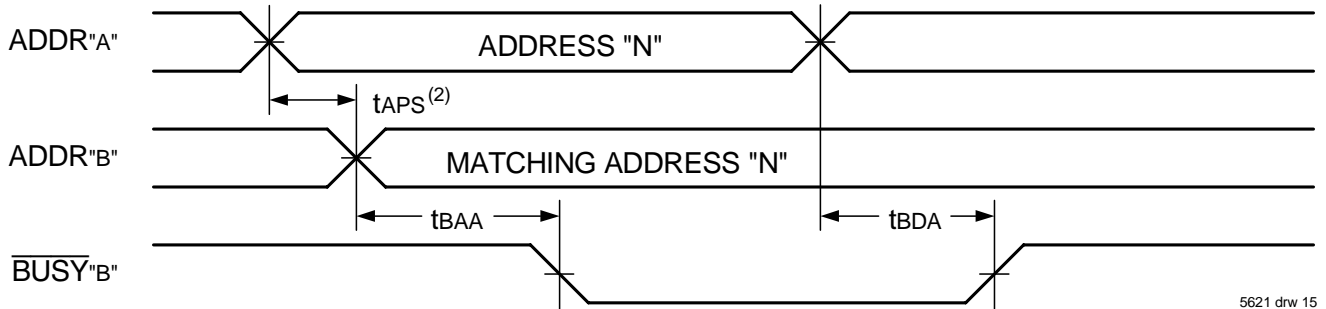 ADDR"A"
ADDRESS "N"
tAPS(2)
ADDR"B"
MATCHING ADDRESS "N"
tBAA
tBDA
BUSY"B"
5621 drw 15